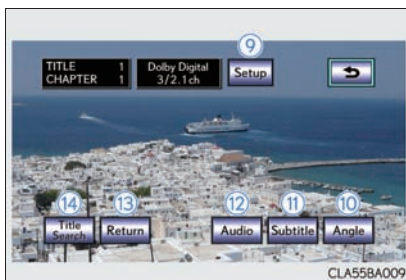 ⑨
TITLE 1
CHAPTER 1
Dolby Digital
3/2.1ch
Setup
⑭ ⑬ ⑫ ⑪ ⑩
Title
Search
Return
Audio
Subtitle
Angle
CLA55BA009